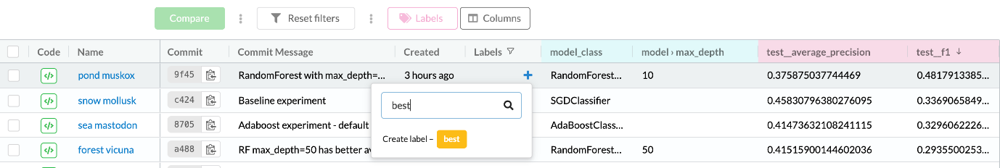 Compare Reset filters Labels Columns
Code Name Commit Commit Message Created Labels model_class model › max_depth test__average_precision test__f1 ↓
pond muskox 9f45 RandomForest with max_depth=... 3 hours ago + RandomForest... 10 0.375875037744469 0.4817913385...
snow mollusk c424 Baseline experiment SGDClassifier 0.45830796380276095 0.3369065849...
best
sea mastodon 8705 Adaboost experiment - default AdaBoostClass... 0.41473632108241115 0.3296062226...
Create label – best
forest vicuna a488 RF max_depth=50 has better av RandomForest... 50 0.41515900144602036 0.2935500253...